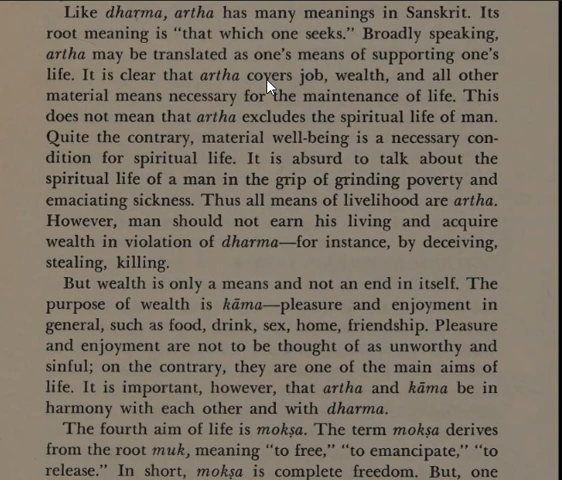 Like dharma, artha has many meanings in Sanskrit. Its
root meaning is “that which one seeks.” Broadly speaking,
artha may be translated as one’s means of supporting one’s
life. It is clear that artha covers job, wealth, and all other
material means necessary for the maintenance of life. This
does not mean that artha excludes the spiritual life of man.
Quite the contrary, material well-being is a necessary con-
dition for spiritual life. It is absurd to talk about the
spiritual life of a man in the grip of grinding poverty and
emaciating sickness. Thus all means of livelihood are artha.
However, man should not earn his living and acquire
wealth in violation of dharma—for instance, by deceiving,
stealing, killing.
But wealth is only a means and not an end in itself. The
purpose of wealth is kāma—pleasure and enjoyment in
general, such as food, drink, sex, home, friendship. Pleasure
and enjoyment are not to be thought of as unworthy and
sinful; on the contrary, they are one of the main aims of
life. It is important, however, that artha and kāma be in
harmony with each other and with dharma.
The fourth aim of life is mokṣa. The term mokṣa derives
from the root muk, meaning “to free,” “to emancipate,” “to
release.” In short, mokṣa is complete freedom. But, one